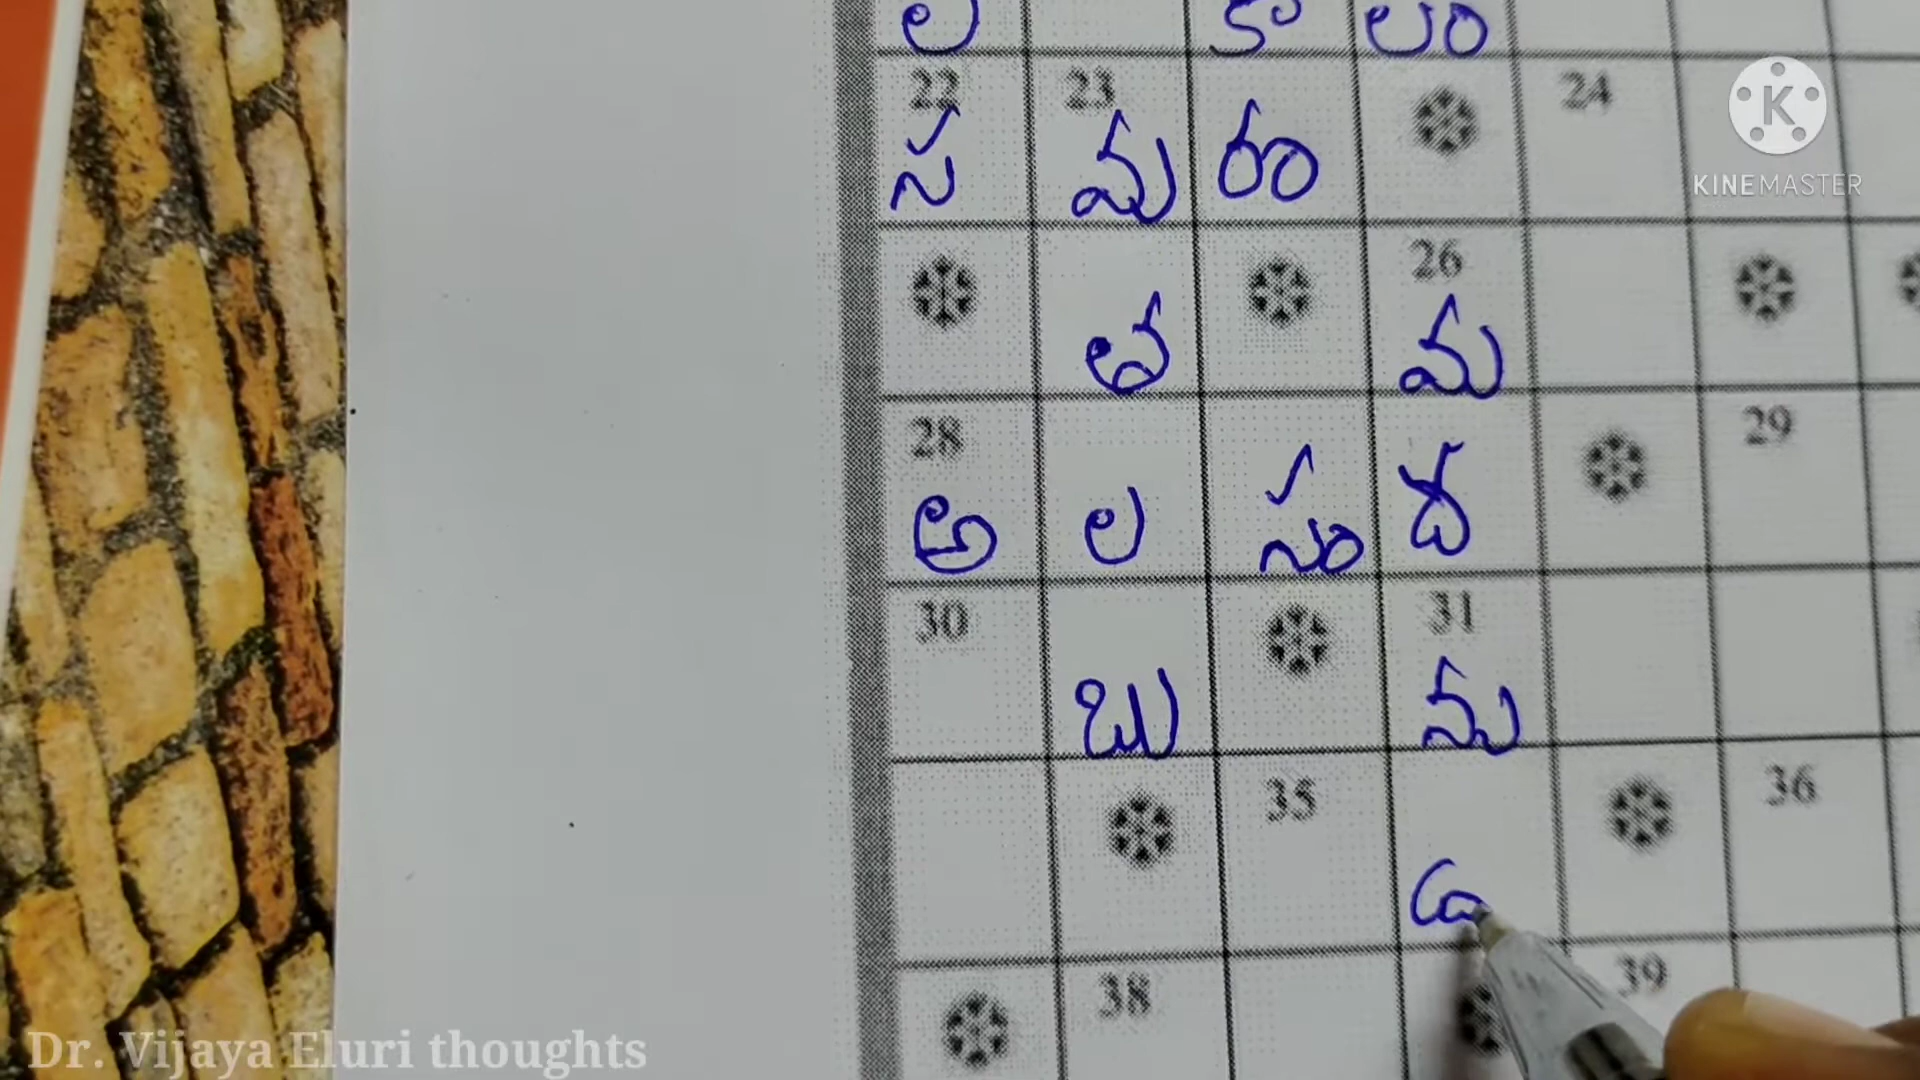 ల కా లం
22 23 24
స మ రం
26
త మ
28 29
అ ల సం ద
30 31
బు ను
35 36
38 39
KINEMASTER
Dr. Vijaya Eluri thoughts